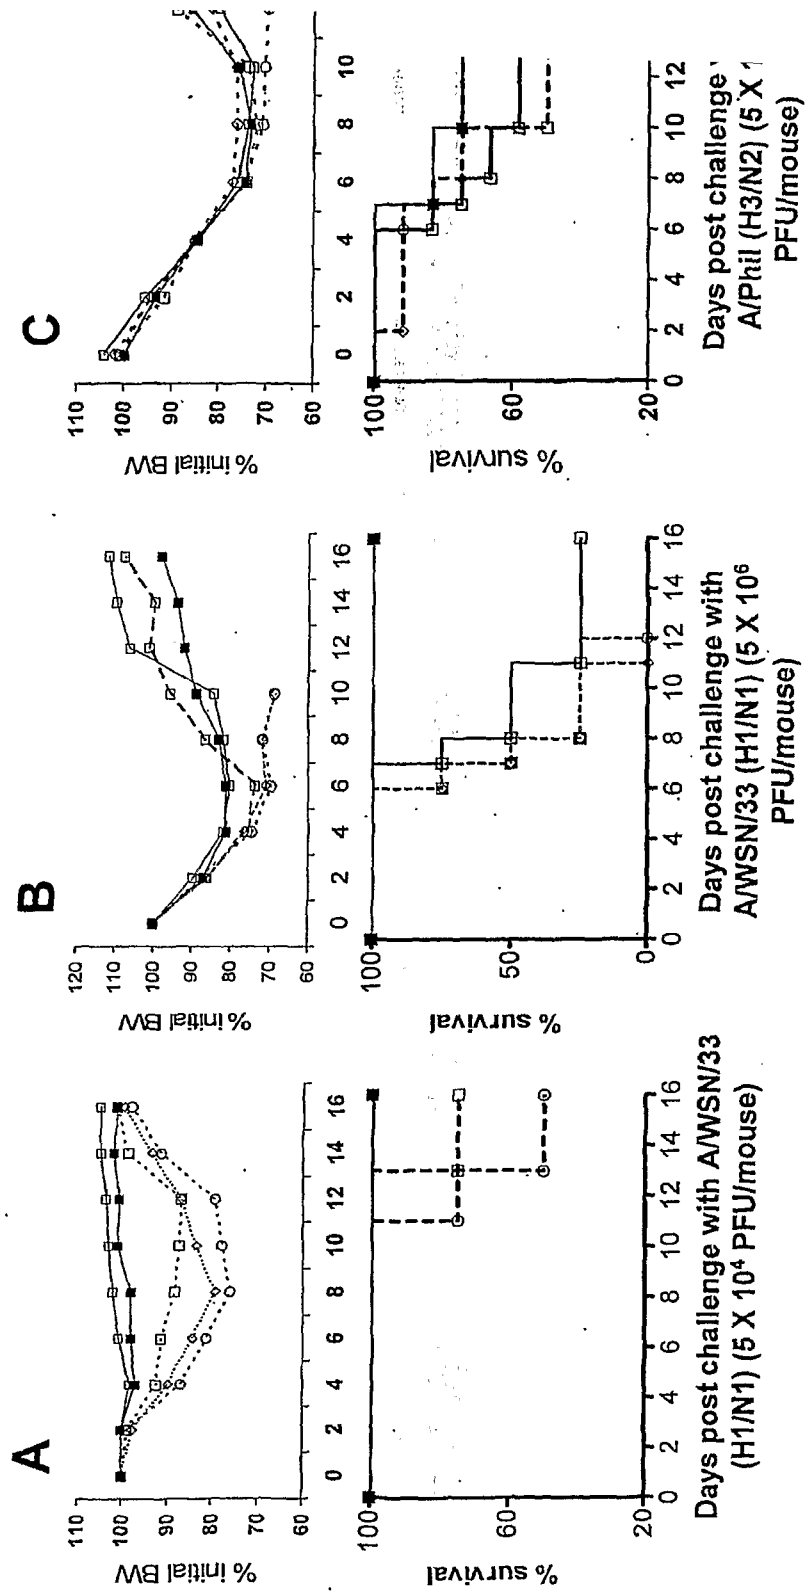 A
110
100
90
80
70
60
% initial BW
0 2 4 6 8 10 12 14 16
100
60
20
% survival
0 2 4 6 8 10 12 14 16
Days post challenge with A/WSN/33
(H1/N1) (5 X 10⁴ PFU/mouse)
B
120
110
100
90
80
70
60
% initial BW
0 2 4 6 8 10 12 14 16
100
50
0
% survival
0 2 4 6 8 10 12 14 16
Days post challenge with
A/WSN/33 (H1/N1) (5 X 10⁶
PFU/mouse)
C
110
100
90
80
70
60
% initial BW
0 2 4 6 8 10
100
60
20
% survival
0 2 4 6 8 10 12
Days post challenge
A/Phil (H3/N2) (5 X 1
PFU/mouse)